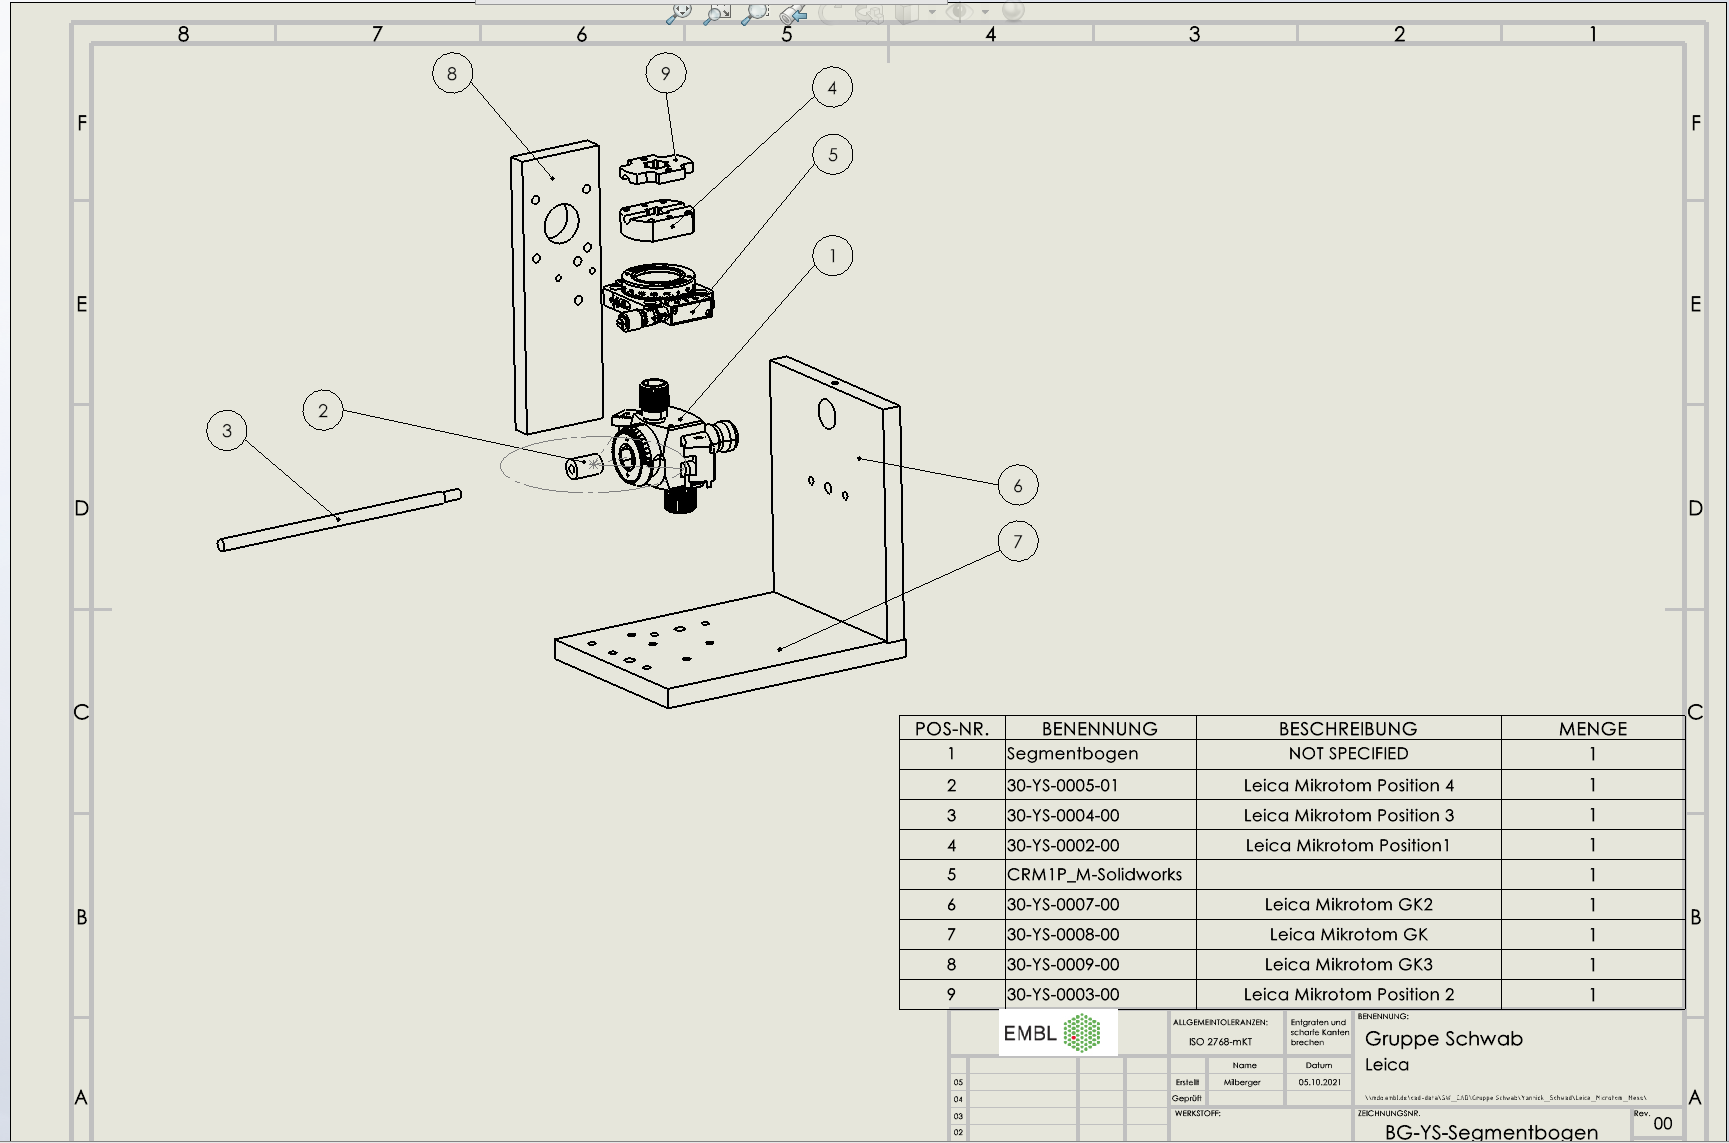 8 7 6 5 4 3 2 1
8 9 4
F F
5
1
E E
2
3
6
D D
7
C C
POS-NR. BENENNUNG BESCHREIBUNG MENGE
1 Segmentbogen NOT SPECIFIED 1
2 30-YS-0005-01 Leica Mikrotom Position 4 1
3 30-YS-0004-00 Leica Mikrotom Position 3 1
4 30-YS-0002-00 Leica Mikrotom Position1 1
5 CRM1P_M-Solidworks 1
6 30-YS-0007-00 Leica Mikrotom GK2 1
B B
7 30-YS-0008-00 Leica Mikrotom GK 1
8 30-YS-0009-00 Leica Mikrotom GK3 1
9 30-YS-0003-00 Leica Mikrotom Position 2 1
EMBL
ALLGEMEINTOLERANZEN:
ISO 2768-mKT
Entgraten und
scharfe Kanten
brechen
BENENNUNG:
Gruppe Schwab
Leica
Name Datum
Erstellt Milberger 05.10.2021
Geprüft
A A
05
04
03
02
WERKSTOFF:
ZEICHNUNGSNR.
BG-YS-Segmentbogen
Rev.
00